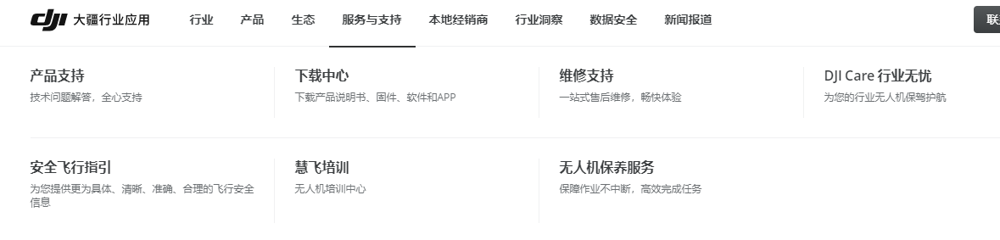 dji 大疆行业应用 行业 产品 生态 服务与支持 本地经销商 行业洞察 数据安全 新闻报道
产品支持 下载中心 维修支持 DJI Care 行业无忧
技术问题解答，全心支持 下载产品说明书、固件、软件和APP 一站式售后维修，畅快体验 为您的行业无人机保驾护航
安全飞行指引 慧飞培训 无人机保养服务
为您提供更为具体、清晰、准确、合理的飞行安全 无人机培训中心 保障作业不中断，高效完成任务
信息